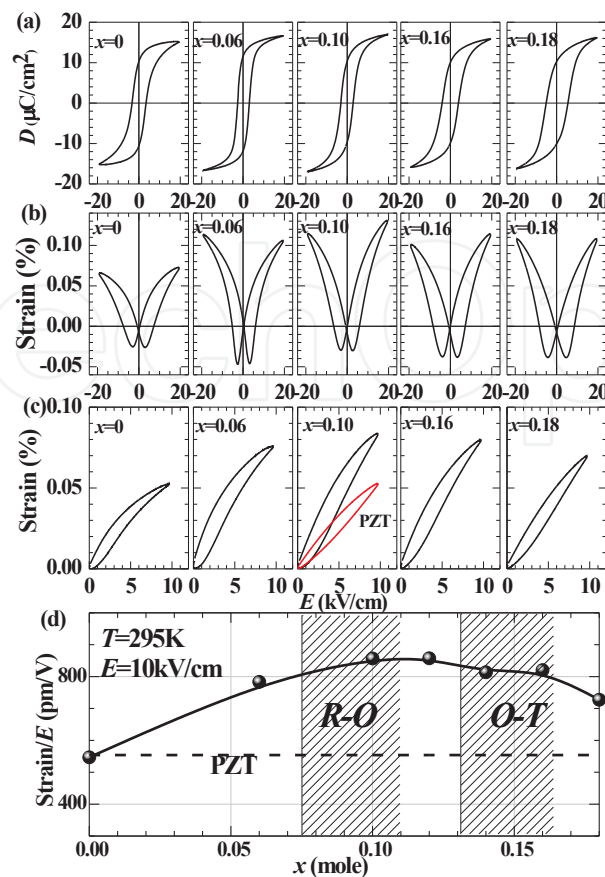 (a)
x=0
x=0.06
x=0.10
x=0.16
x=0.18
D (μC/cm²)
20
10
0
-10
-20
-20 0 20
-20 0 20
-20 0 20
-20 0 20
-20 0 20
(b)
x=0
x=0.06
x=0.10
x=0.16
x=0.18
Strain (%)
0.10
0.05
0.00
-0.05
-20 0 20
-20 0 20
-20 0 20
-20 0 20
-20 0 20
(c)
x=0
x=0.06
x=0.10
x=0.16
x=0.18
PZT
Strain (%)
0.10
0.05
0.00
0 5 10
0 5 10
0 5 10
0 5 10
0 5 10
E (kV/cm)
(d)
T=295K
E=10kV/cm
R-O
O-T
PZT
Strain/E (pm/V)
800
400
0.00 0.05 0.10 0.15
x (mole)